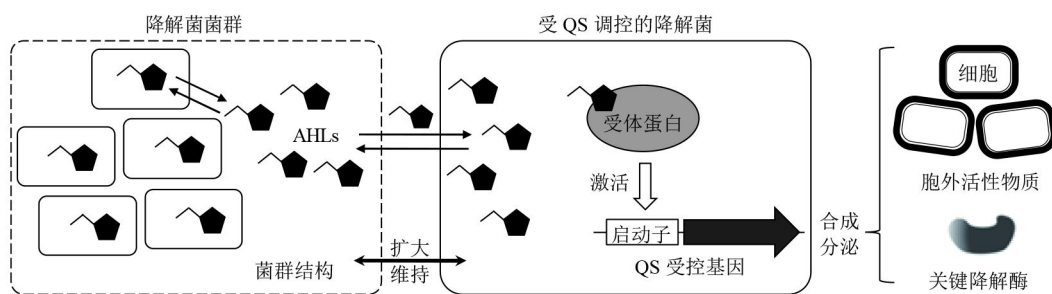 降解菌菌群
受 QS 调控的降解菌
AHLs
菌群结构
扩大
维持
受体蛋白
激活
启动子
QS 受控基因
合成
分泌
细胞
胞外活性物质
关键降解酶